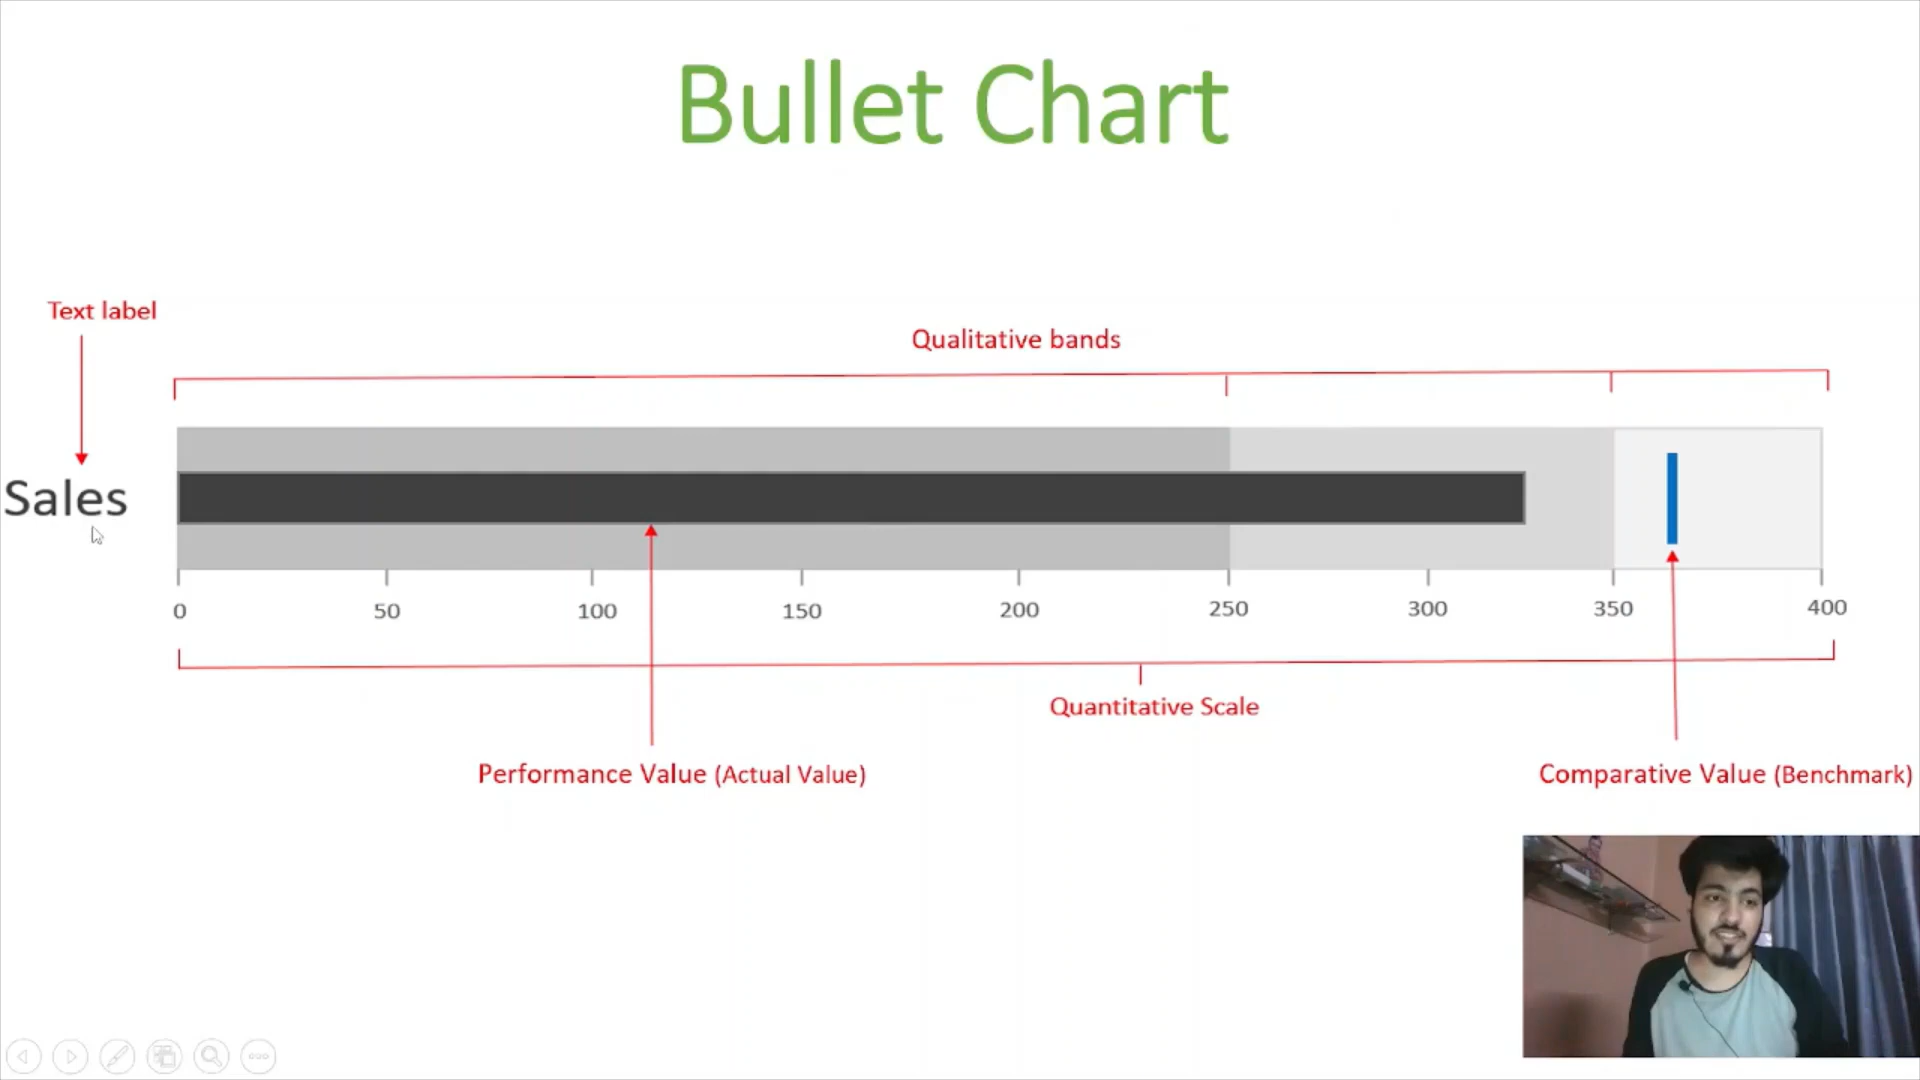 Bullet Chart
Text label
Qualitative bands
Sales
0 50 100 150 200 250 300 350 400
Quantitative Scale
Performance Value (Actual Value)
Comparative Value (Benchmark)